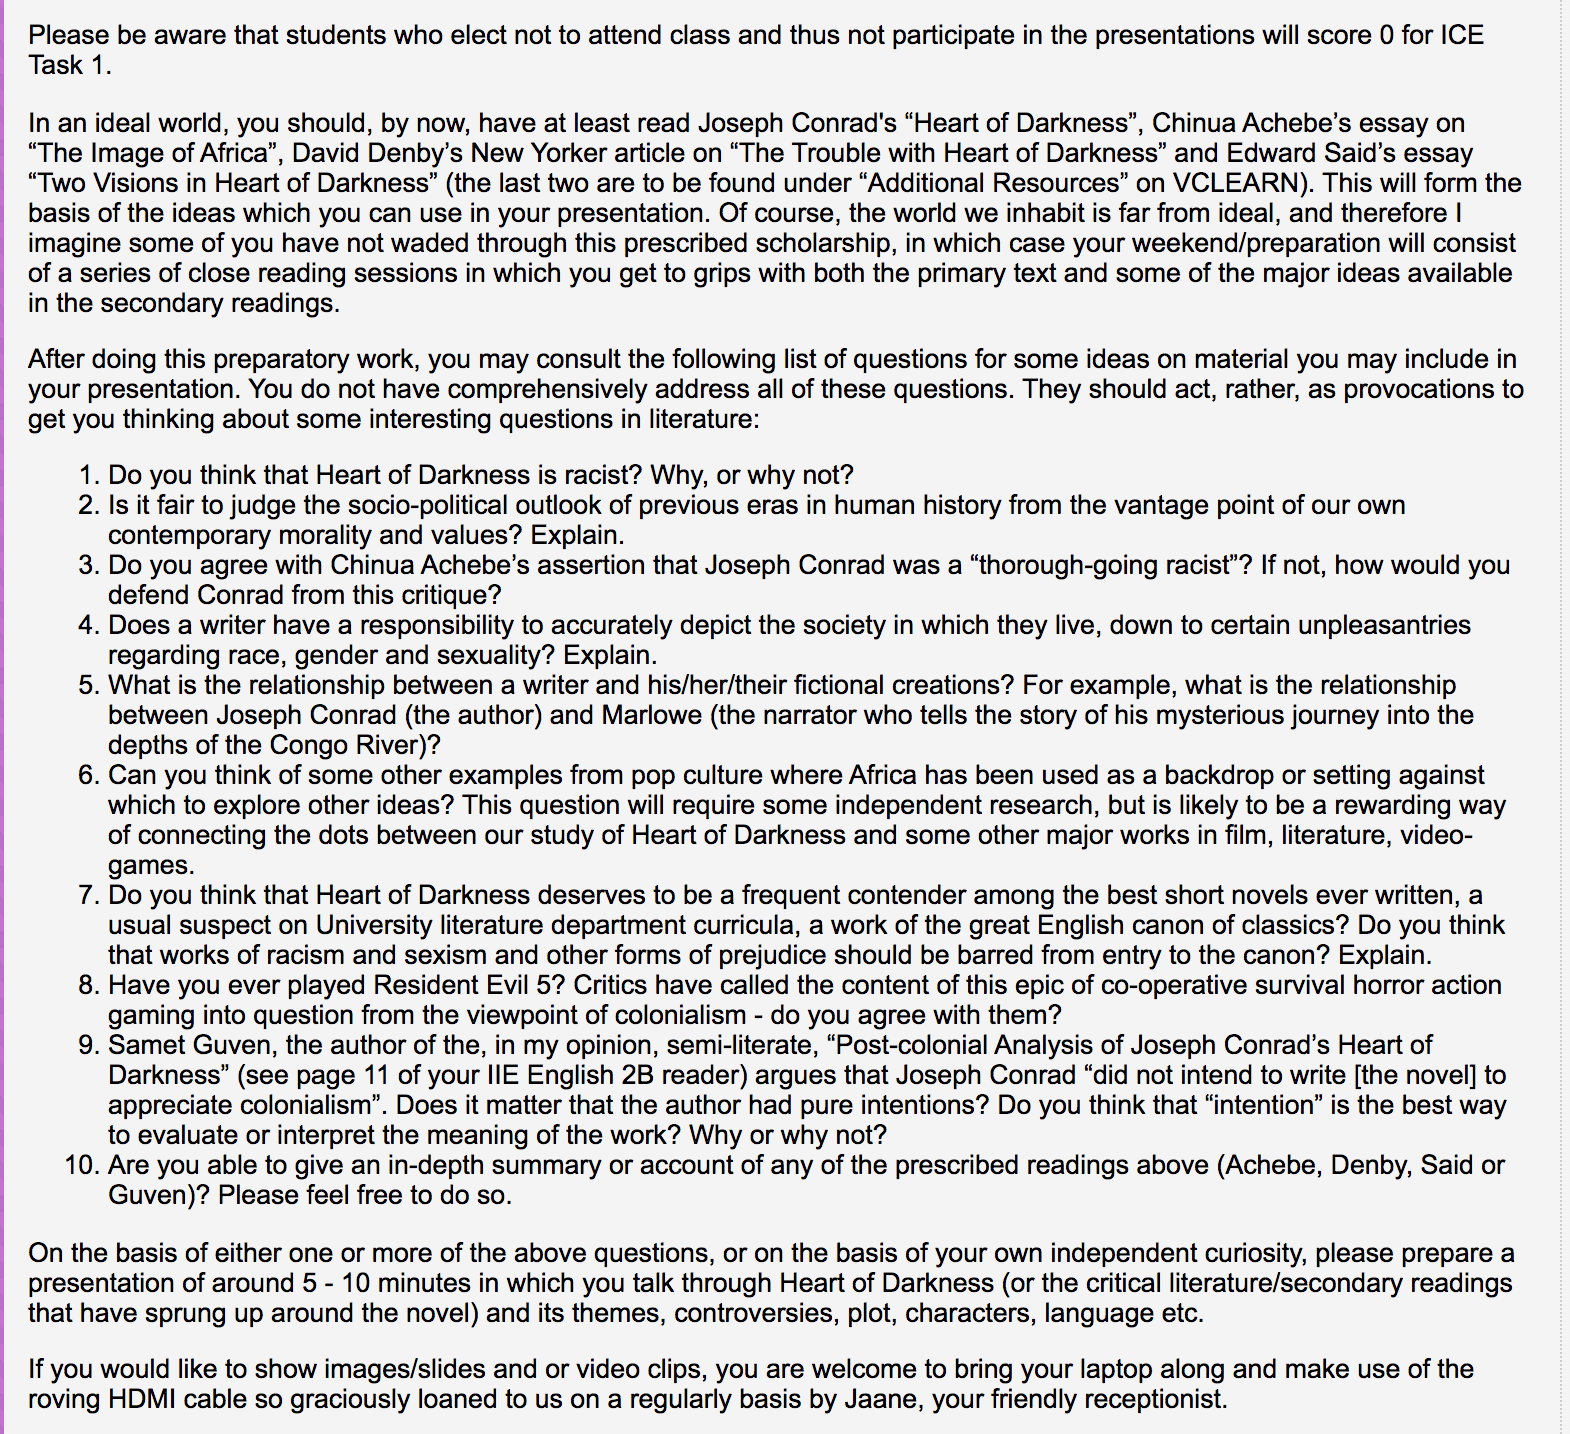 Please be aware that students who elect not to attend class and thus not participate in the presentations will score 0 for ICE
Task 1.
In an ideal world, you should, by now, have at least read Joseph Conrad's “Heart of Darkness”, Chinua Achebe’s essay on
“The Image of Africa”, David Denby’s New Yorker article on “The Trouble with Heart of Darkness” and Edward Said’s essay
“Two Visions in Heart of Darkness” (the last two are to be found under “Additional Resources” on VCLEARN). This will form the
basis of the ideas which you can use in your presentation. Of course, the world we inhabit is far from ideal, and therefore I
imagine some of you have not waded through this prescribed scholarship, in which case your weekend/preparation will consist
of a series of close reading sessions in which you get to grips with both the primary text and some of the major ideas available
in the secondary readings.
After doing this preparatory work, you may consult the following list of questions for some ideas on material you may include in
your presentation. You do not have comprehensively address all of these questions. They should act, rather, as provocations to
get you thinking about some interesting questions in literature:
1. Do you think that Heart of Darkness is racist? Why, or why not?
2. Is it fair to judge the socio-political outlook of previous eras in human history from the vantage point of our own
contemporary morality and values? Explain.
3. Do you agree with Chinua Achebe’s assertion that Joseph Conrad was a “thorough-going racist”? If not, how would you
defend Conrad from this critique?
4. Does a writer have a responsibility to accurately depict the society in which they live, down to certain unpleasantries
regarding race, gender and sexuality? Explain.
5. What is the relationship between a writer and his/her/their fictional creations? For example, what is the relationship
between Joseph Conrad (the author) and Marlowe (the narrator who tells the story of his mysterious journey into the
depths of the Congo River)?
6. Can you think of some other examples from pop culture where Africa has been used as a backdrop or setting against
which to explore other ideas? This question will require some independent research, but is likely to be a rewarding way
of connecting the dots between our study of Heart of Darkness and some other major works in film, literature, video-
games.
7. Do you think that Heart of Darkness deserves to be a frequent contender among the best short novels ever written, a
usual suspect on University literature department curricula, a work of the great English canon of classics? Do you think
that works of racism and sexism and other forms of prejudice should be barred from entry to the canon? Explain.
8. Have you ever played Resident Evil 5? Critics have called the content of this epic of co-operative survival horror action
gaming into question from the viewpoint of colonialism - do you agree with them?
9. Samet Guven, the author of the, in my opinion, semi-literate, “Post-colonial Analysis of Joseph Conrad’s Heart of
Darkness” (see page 11 of your IIE English 2B reader) argues that Joseph Conrad “did not intend to write [the novel] to
appreciate colonialism”. Does it matter that the author had pure intentions? Do you think that “intention” is the best way
to evaluate or interpret the meaning of the work? Why or why not?
10. Are you able to give an in-depth summary or account of any of the prescribed readings above (Achebe, Denby, Said or
Guven)? Please feel free to do so.
On the basis of either one or more of the above questions, or on the basis of your own independent curiosity, please prepare a
presentation of around 5 - 10 minutes in which you talk through Heart of Darkness (or the critical literature/secondary readings
that have sprung up around the novel) and its themes, controversies, plot, characters, language etc.
If you would like to show images/slides and or video clips, you are welcome to bring your laptop along and make use of the
roving HDMI cable so graciously loaned to us on a regularly basis by Jaane, your friendly receptionist.